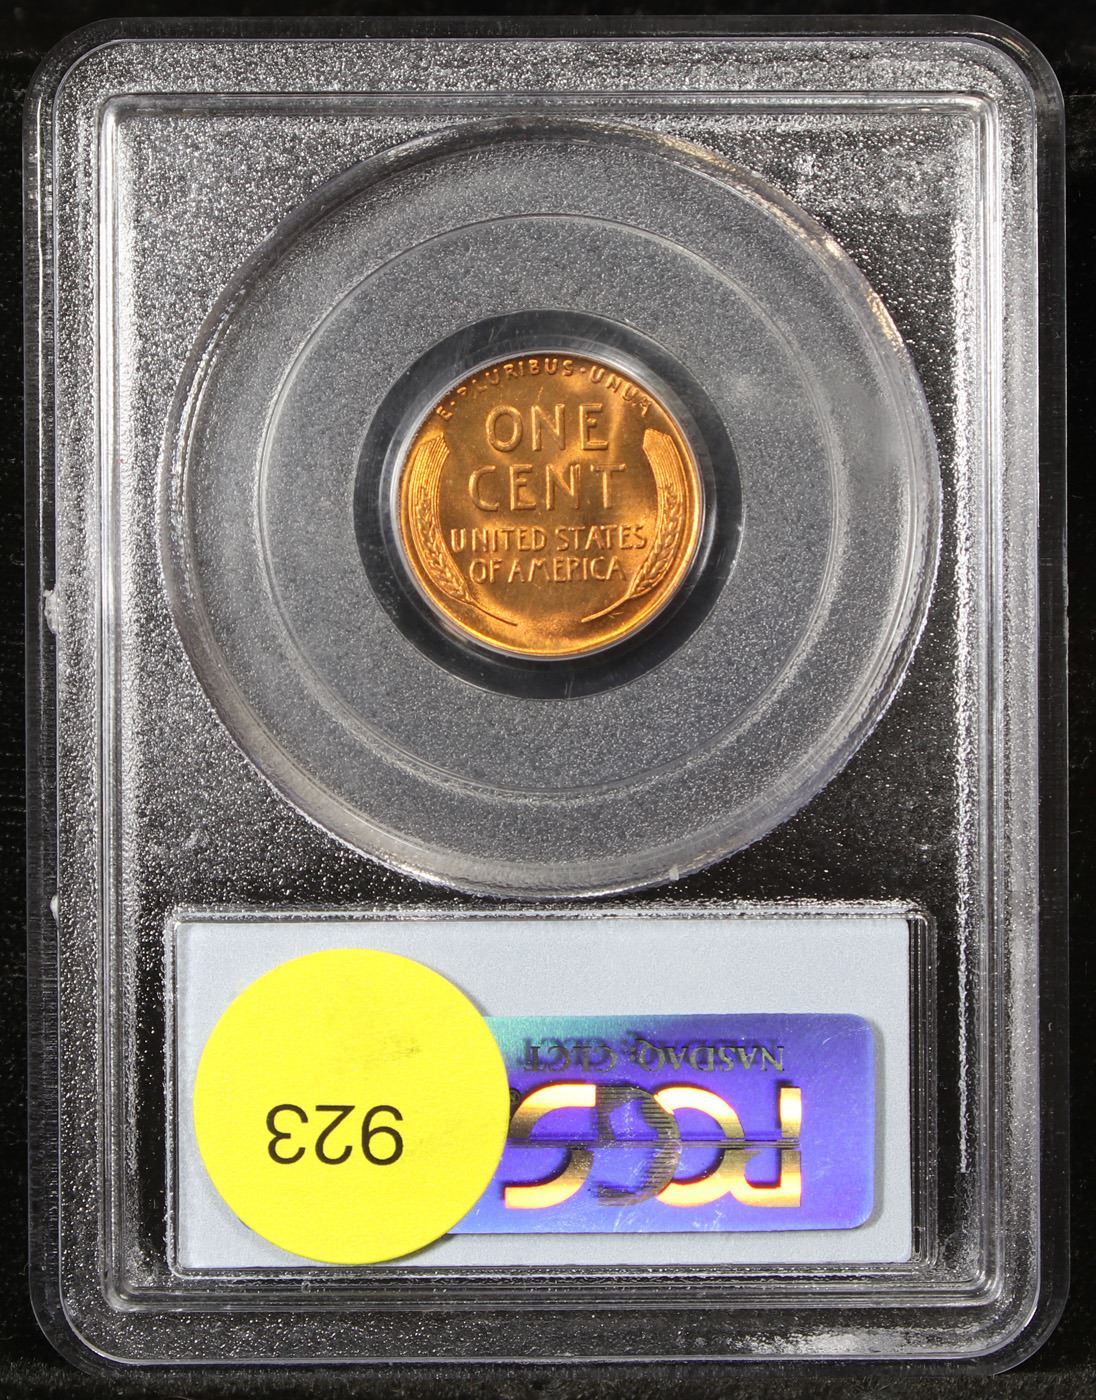 E·PLURIBUS·UNUM
ONE
CENT
UNITED STATES
OF AMERICA
923
NASDAQ: CLCT
PCGS